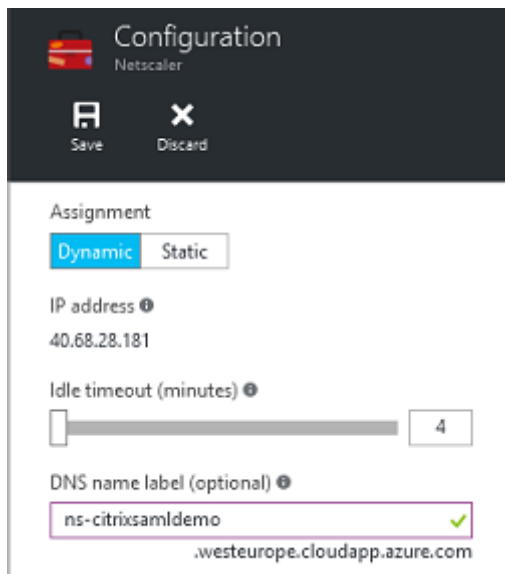 Configuration
Netscaler
Save Discard
Assignment
Dynamic Static
IP address
40.68.28.181
Idle timeout (minutes)
4
DNS name label (optional)
ns-citrixsamldemo
.westeurope.cloudapp.azure.com